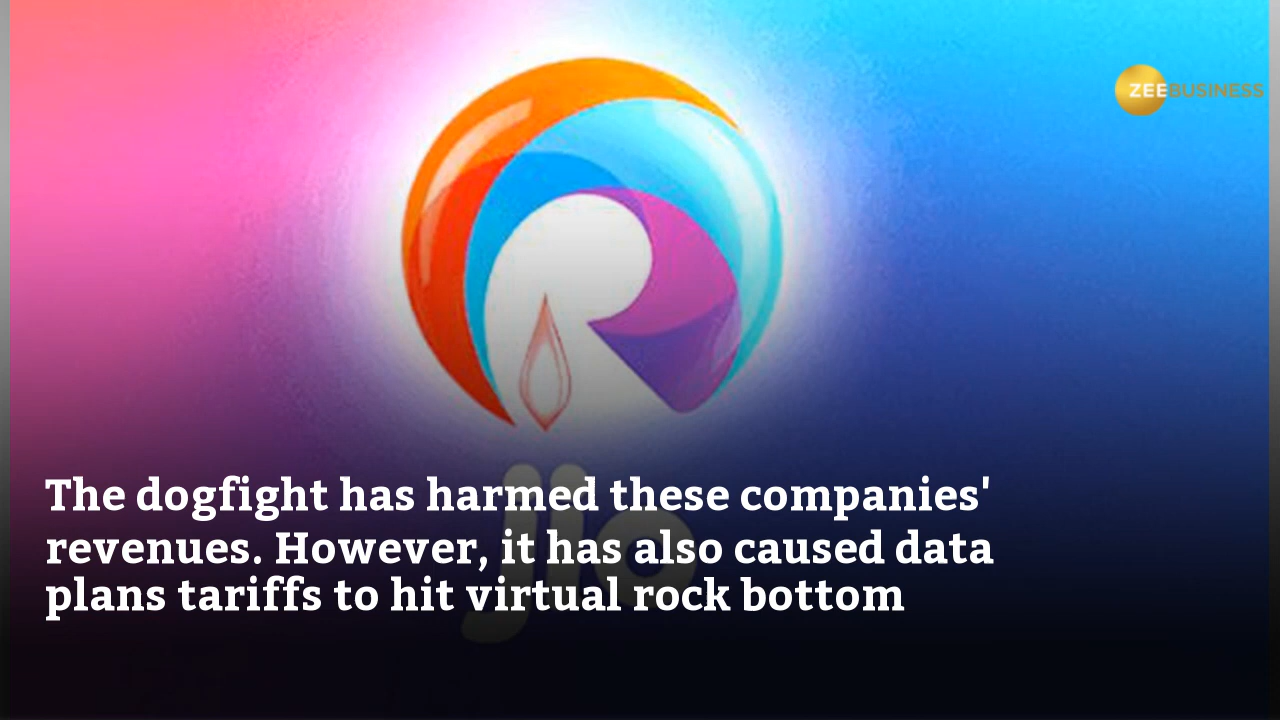 ZEEBUSINESS
jio
The dogfight has harmed these companies'
revenues. However, it has also caused data
plans tariffs to hit virtual rock bottom